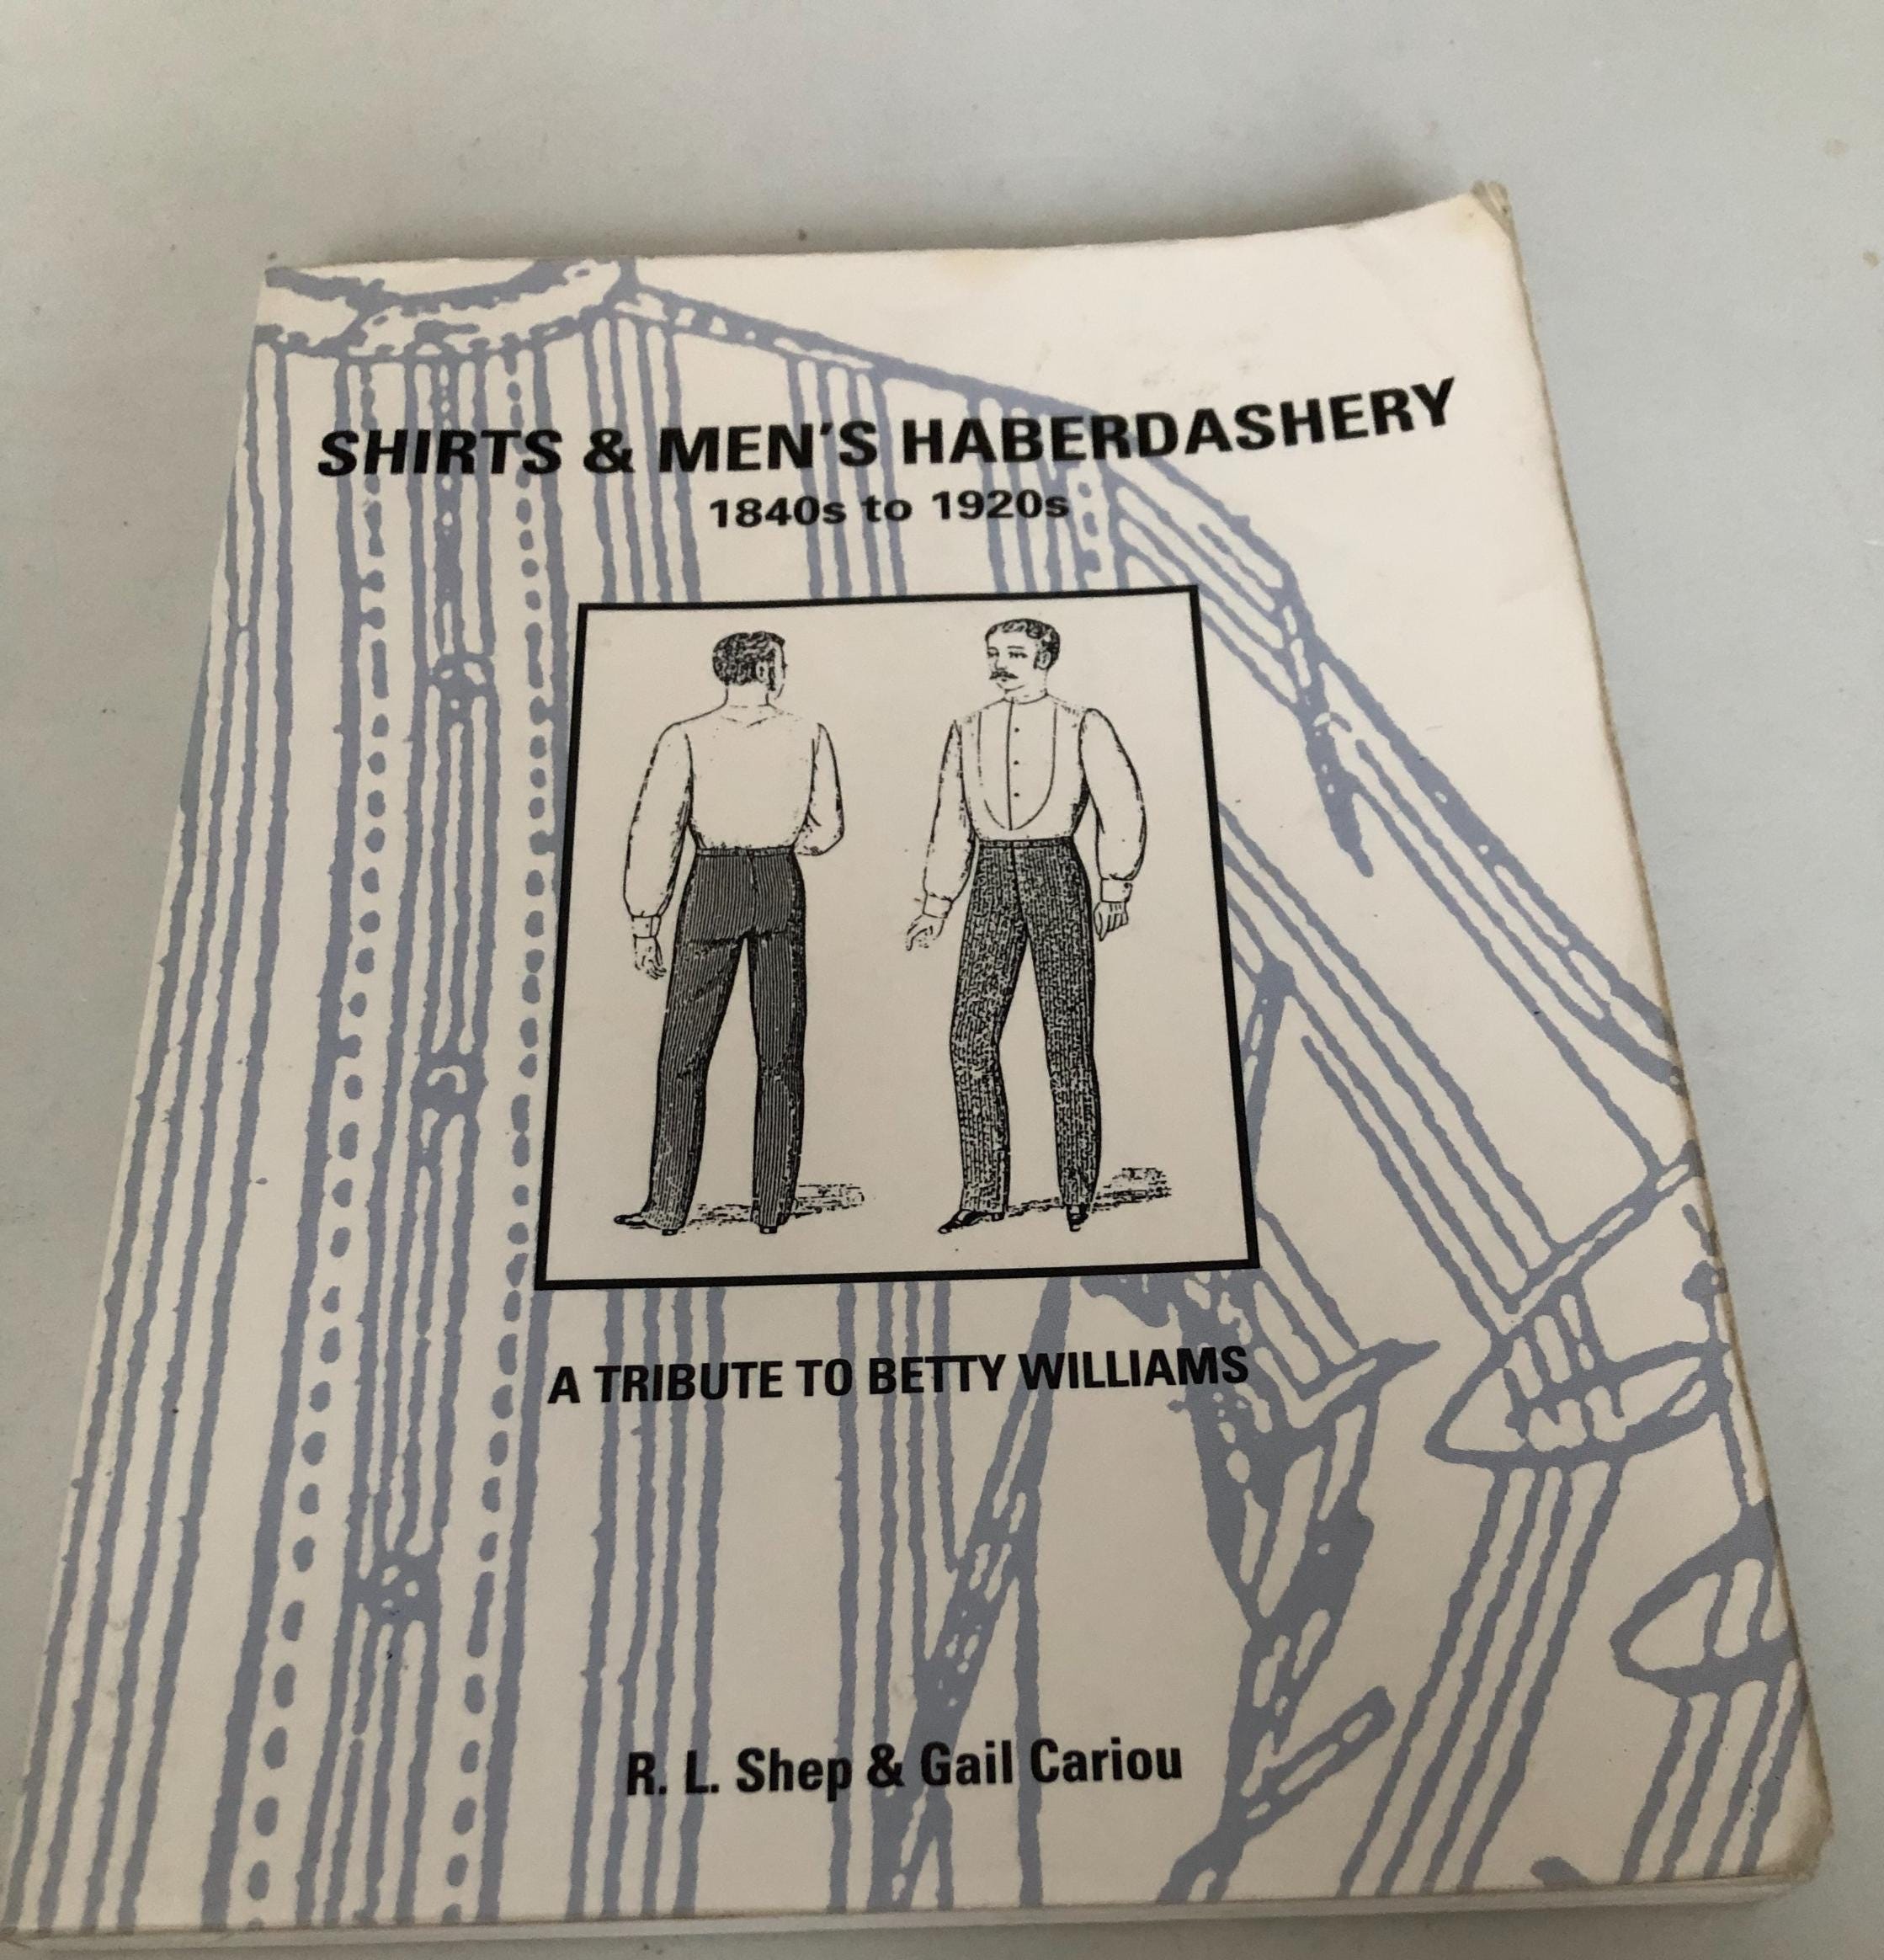 SHIRTS & MEN'S HABERDASHERY
1840s to 1920s
A TRIBUTE TO BETTY WILLIAMS
R. L. Shep & Gail Cariou